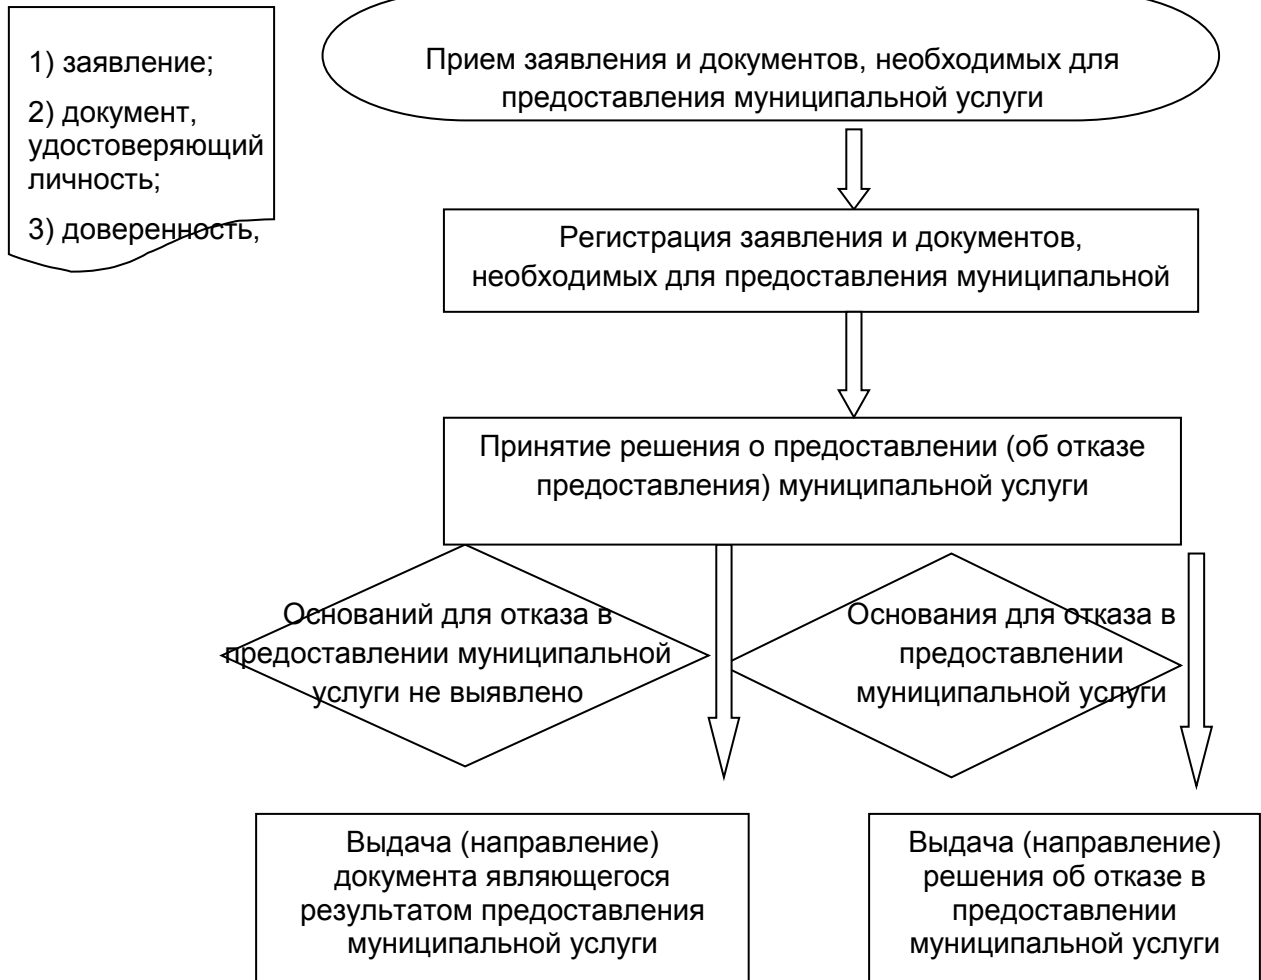 1) заявление;
2) документ,
удостоверяющий
личность;
3) доверенность,
Прием заявления и документов, необходимых для
предоставления муниципальной услуги
Регистрация заявления и документов,
необходимых для предоставления муниципальной
Принятие решения о предоставлении (об отказе
предоставления) муниципальной услуги
Оснований для отказа в
предоставлении муниципальной
услуги не выявлено
Основания для отказа в
предоставлении
муниципальной услуги
Выдача (направление)
документа являющегося
результатом предоставления
муниципальной услуги
Выдача (направление)
решения об отказе в
предоставлении
муниципальной услуги